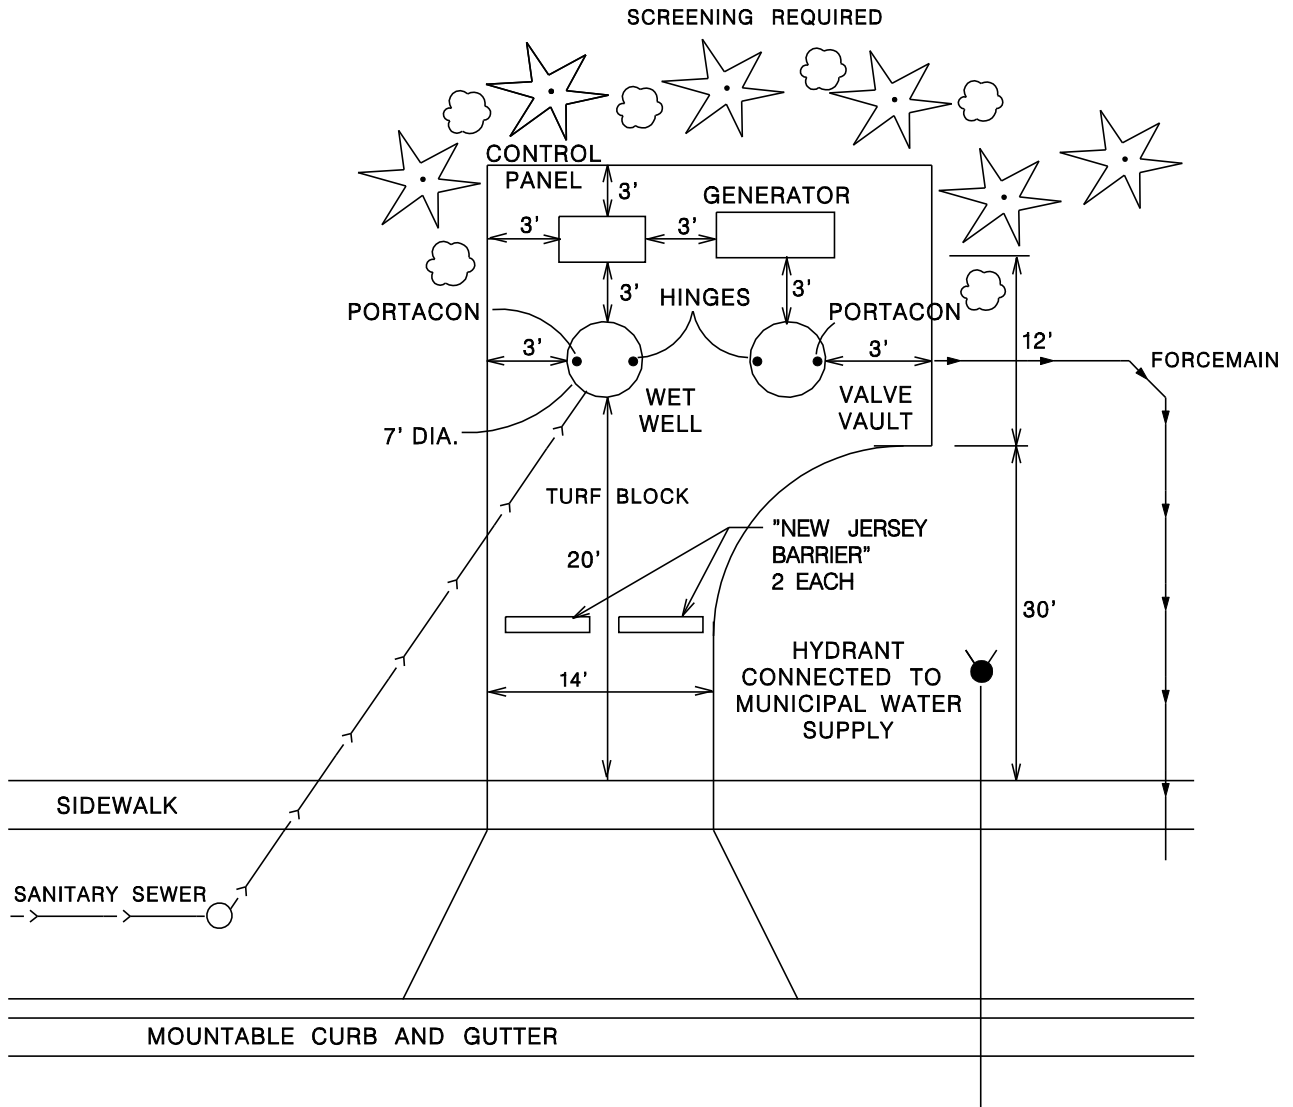 SCREENING REQUIRED
CONTROL
PANEL
3'
GENERATOR
3'
3'
3'
3'
HINGES
PORTACON
PORTACON
3'
3'
12'
FORCEMAIN
WET
WELL
VALVE
VAULT
7' DIA.
TURF BLOCK
"NEW JERSEY
BARRIER"
2 EACH
20'
30'
HYDRANT
CONNECTED TO
MUNICIPAL WATER
SUPPLY
14'
SIDEWALK
SANITARY SEWER
MOUNTABLE CURB AND GUTTER